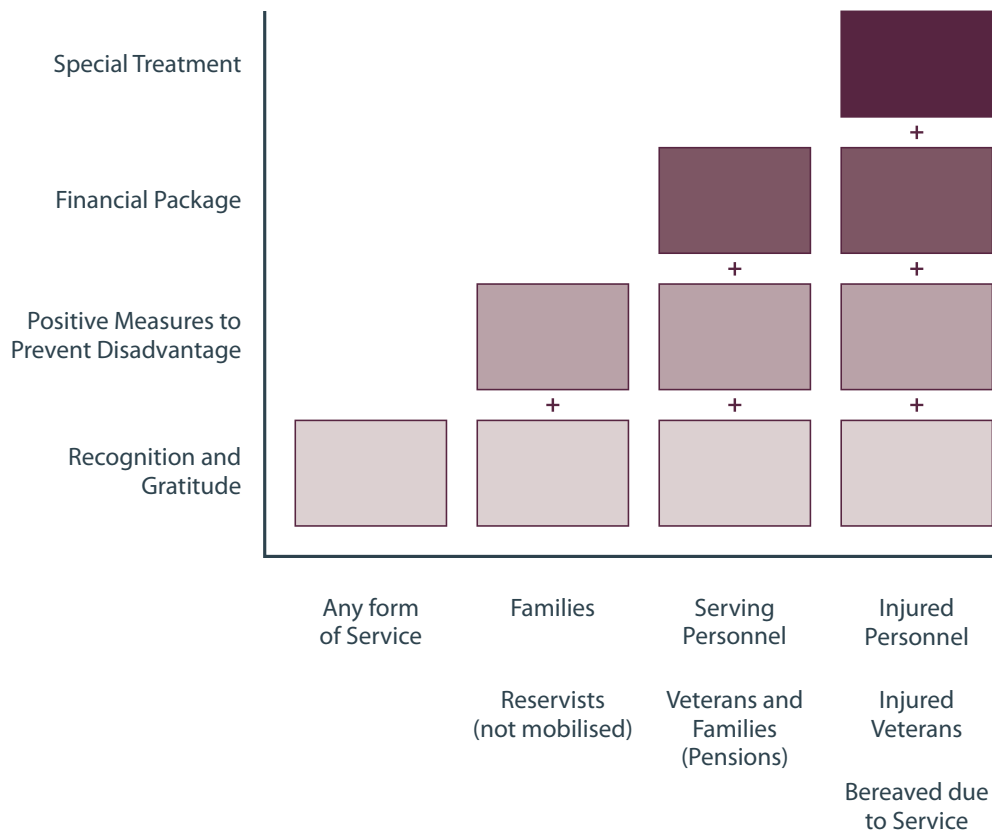 Special Treatment
+
Financial Package
+
+
Positive Measures to
Prevent Disadvantage
+
+
+
Recognition and
Gratitude
Any form
of Service
Families
Reservists
(not mobilised)
Serving
Personnel
Veterans and
Families
(Pensions)
Injured
Personnel
Injured
Veterans
Bereaved due
to Service